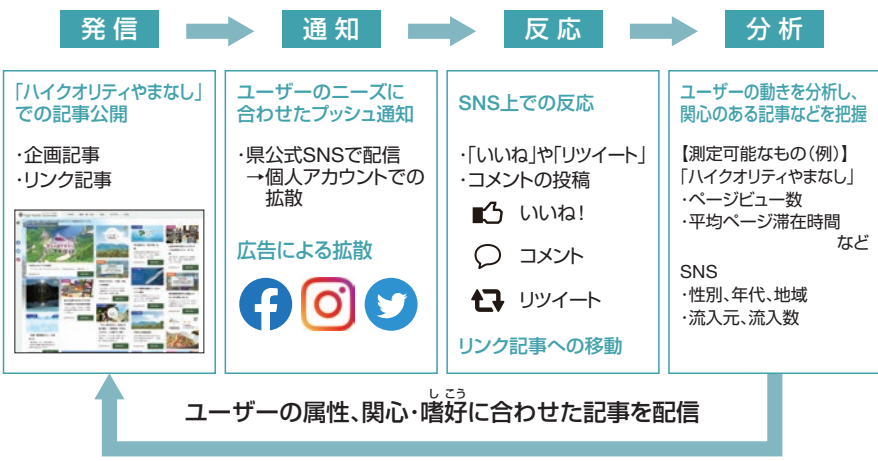 発信
通知
反応
分析
「ハイクオリティやまなし」
での記事公開
・企画記事
・リンク記事
ユーザーのニーズに
合わせたプッシュ通知
・県公式SNSで配信
→個人アカウントでの
拡散
広告による拡散
SNS上での反応
・「いいね」や「リツイート」
・コメントの投稿
いいね!
コメント
リツイート
リンク記事への移動
ユーザーの動きを分析し、
関心のある記事などを把握
【測定可能なもの(例)】
「ハイクオリティやまなし」
・ページビュー数
・平均ページ滞在時間
など
SNS
・性別、年代、地域
・流入元、流入数
し こう
ユーザーの属性、関心・嗜好に合わせた記事を配信